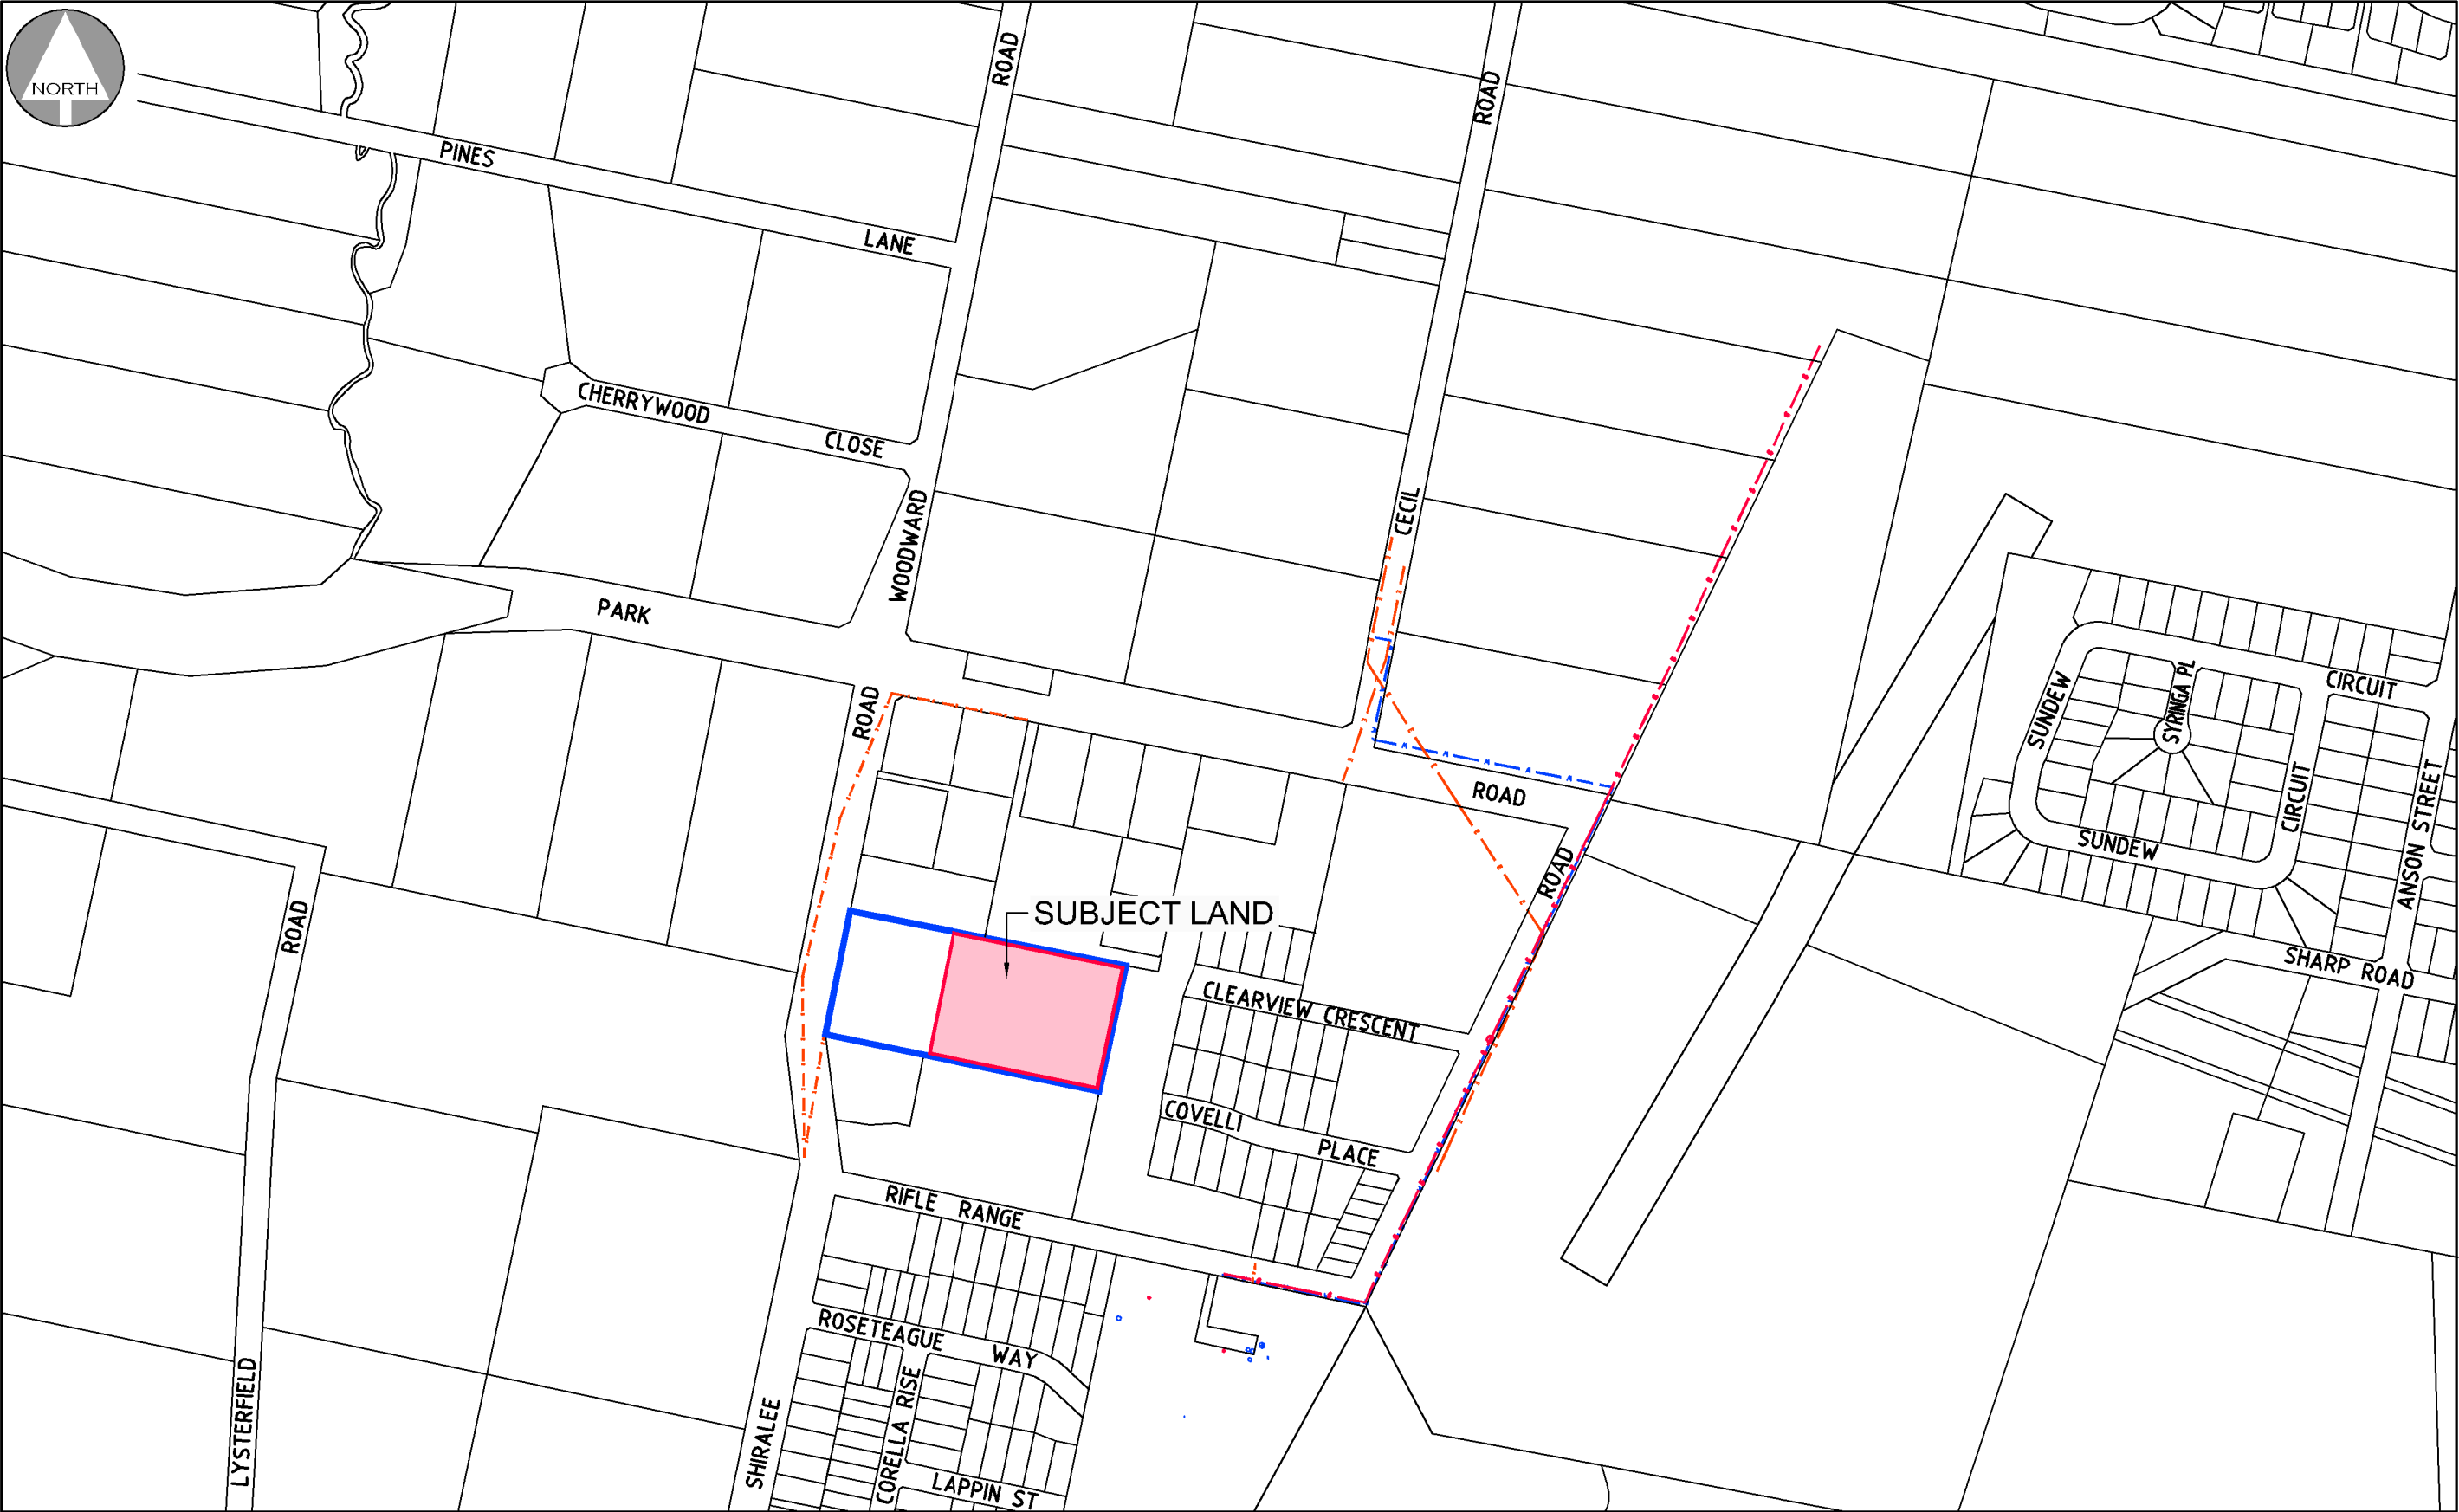 NORTH
ROAD
ROAD
PINES
LANE
CHERRYWOOD
CLOSE
WOODWARD
CECIL
PARK
ROAD
ROAD
ROAD
SUNDEW
SYRINGA PL
CIRCUIT
CIRCUIT
SUNDEW
ANSON STREET
SHARP ROAD
ROAD
SUBJECT LAND
CLEARVIEW CRESCENT
COVELLI
PLACE
RIFLE RANGE
ROSETEAGUE
WAY
CORELLA RISE
LAPPIN ST
SHIRALEE
LYSTERFIELD